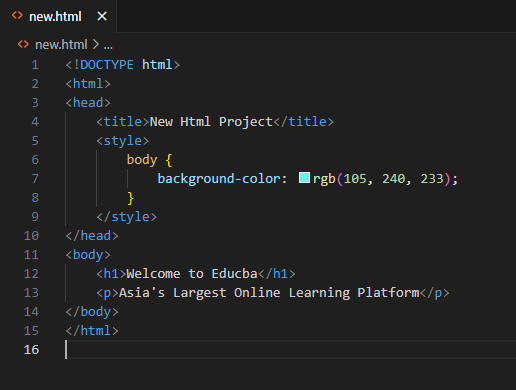 new.html
new.html > ...
1 <!DOCTYPE html>
2 <html>
3 <head>
4     <title>New Html Project</title>
5     <style>
6         body {
7             background-color: rgb(105, 240, 233);
8         }
9     </style>
10 </head>
11 <body>
12     <h1>Welcome to Educba</h1>
13     <p>Asia's Largest Online Learning Platform</p>
14 </body>
15 </html>
16